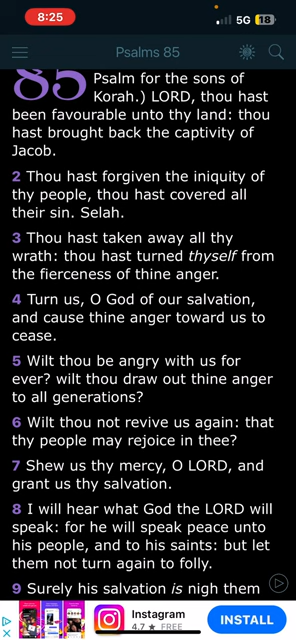 8:25
5G 18
Psalms 85
85 Psalm for the sons of
Korah.) LORD, thou hast
been favourable unto thy land: thou
hast brought back the captivity of
Jacob.
2 Thou hast forgiven the iniquity of
thy people, thou hast covered all
their sin. Selah.
3 Thou hast taken away all thy
wrath: thou hast turned thyself from
the fierceness of thine anger.
4 Turn us, O God of our salvation,
and cause thine anger toward us to
cease.
5 Wilt thou be angry with us for
ever? wilt thou draw out thine anger
to all generations?
6 Wilt thou not revive us again: that
thy people may rejoice in thee?
7 Shew us thy mercy, O LORD, and
grant us thy salvation.
8 I will hear what God the LORD will
speak: for he will speak peace unto
his people, and to his saints: but let
them not turn again to folly.
9 Surely his salvation is nigh them
Instagram
4.7 ★ FREE
INSTALL